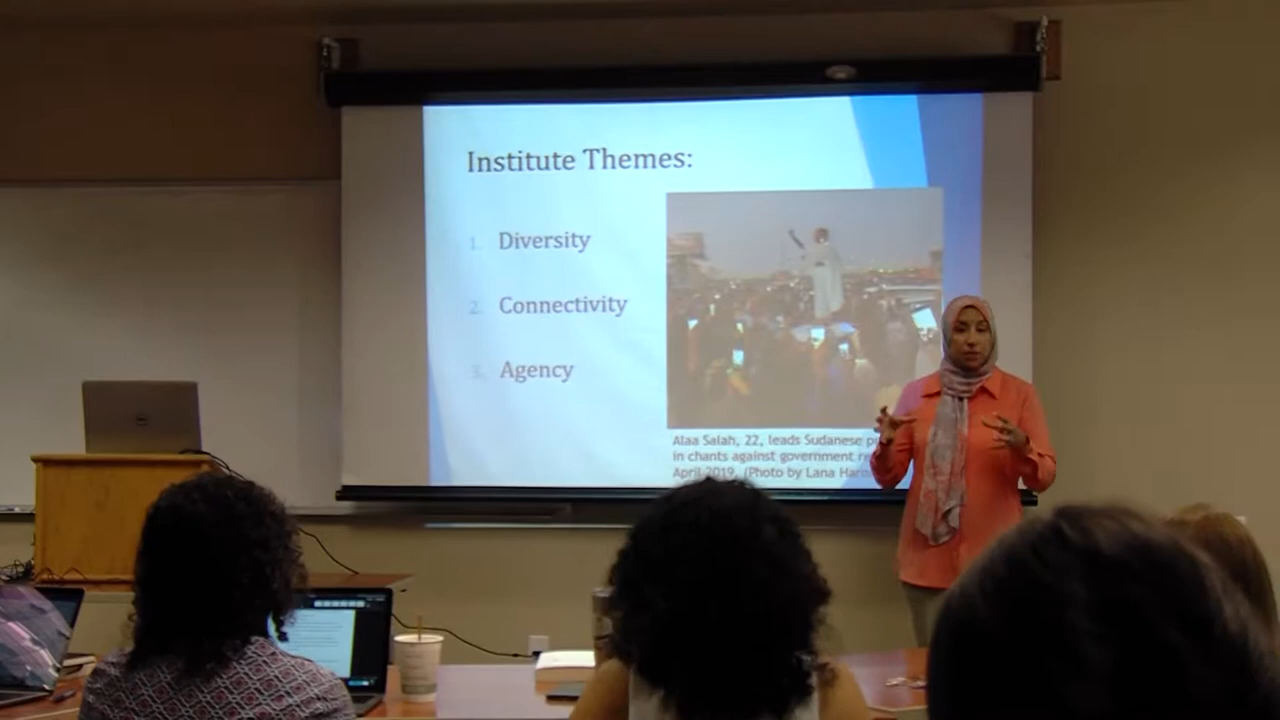 Institute Themes:
1. Diversity
2. Connectivity
3. Agency
Alaa Salah, 22, leads Sudanese
in chants against government
April 2019. (Photo by Lana